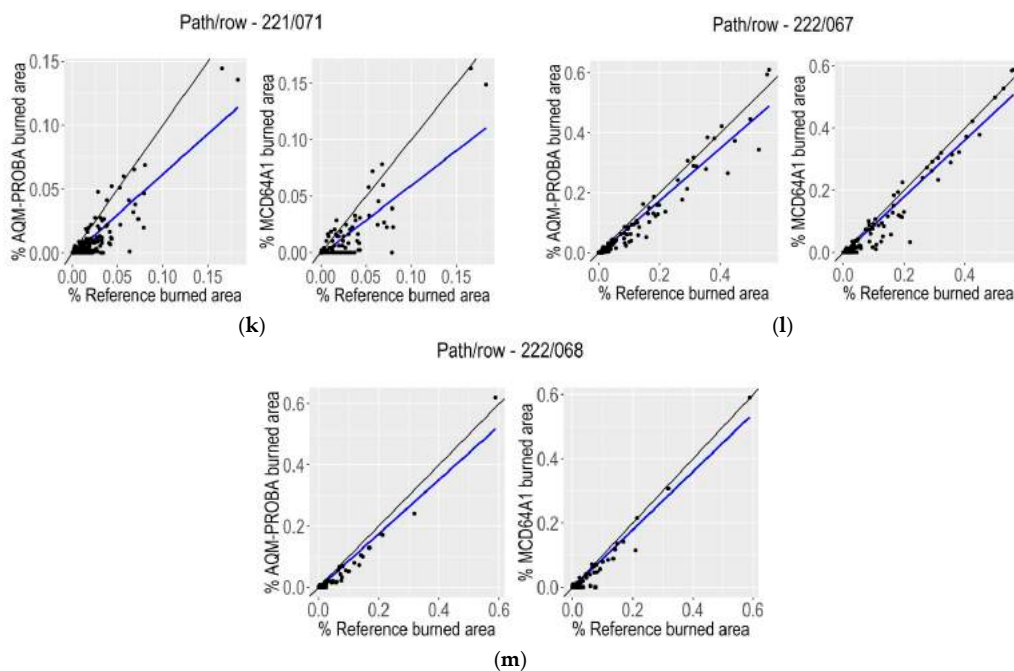 Path/row - 221/071
% AQM-PROBA burned area
0.15
0.10
0.05
0.00
0.00 0.05 0.10 0.15
% Reference burned area
% MCD64A1 burned area
0.15
0.10
0.05
0.00
0.00 0.05 0.10 0.15
% Reference burned area
(k)
Path/row - 222/067
% AQM-PROBA burned area
0.6
0.4
0.2
0.0
0.0 0.2 0.4
% Reference burned area
% MCD64A1 burned area
0.6
0.4
0.2
0.0
0.0 0.2 0.4
% Reference burned area
(l)
Path/row - 222/068
% AQM-PROBA burned area
0.6
0.4
0.2
0.0
0.0 0.2 0.4 0.6
% Reference burned area
% MCD64A1 burned area
0.6
0.4
0.2
0.0
0.0 0.2 0.4 0.6
% Reference burned area
(m)